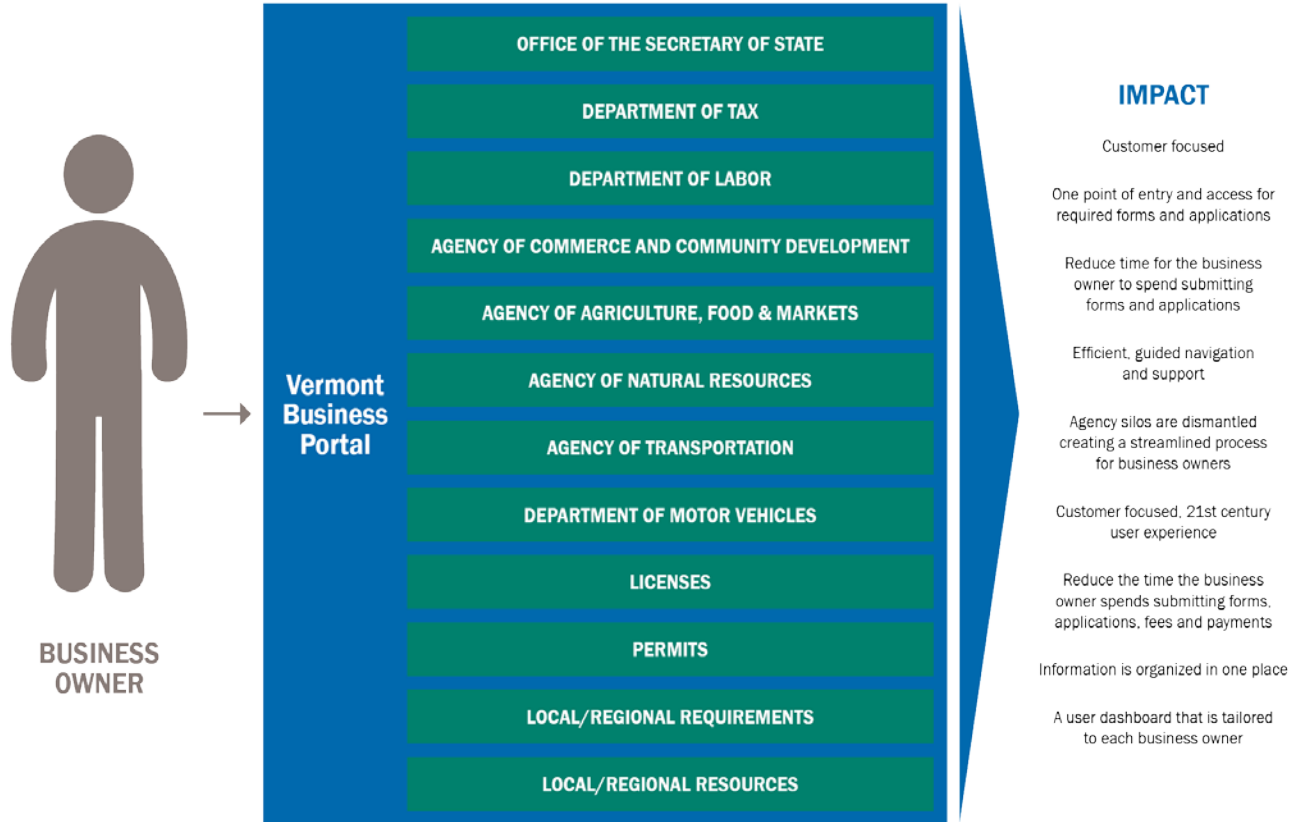 BUSINESS
OWNER
Vermont
Business
Portal
OFFICE OF THE SECRETARY OF STATE
DEPARTMENT OF TAX
DEPARTMENT OF LABOR
AGENCY OF COMMERCE AND COMMUNITY DEVELOPMENT
AGENCY OF AGRICULTURE, FOOD & MARKETS
AGENCY OF NATURAL RESOURCES
AGENCY OF TRANSPORTATION
DEPARTMENT OF MOTOR VEHICLES
LICENSES
PERMITS
LOCAL/REGIONAL REQUIREMENTS
LOCAL/REGIONAL RESOURCES
IMPACT
Customer focused
One point of entry and access for
required forms and applications
Reduce time for the business
owner to spend submitting
forms and applications
Efficient, guided navigation
and support
Agency silos are dismantled
creating a streamlined process
for business owners
Customer focused, 21st century
user experience
Reduce the time the business
owner spends submitting forms,
applications, fees and payments
Information is organized in one place
A user dashboard that is tailored
to each business owner